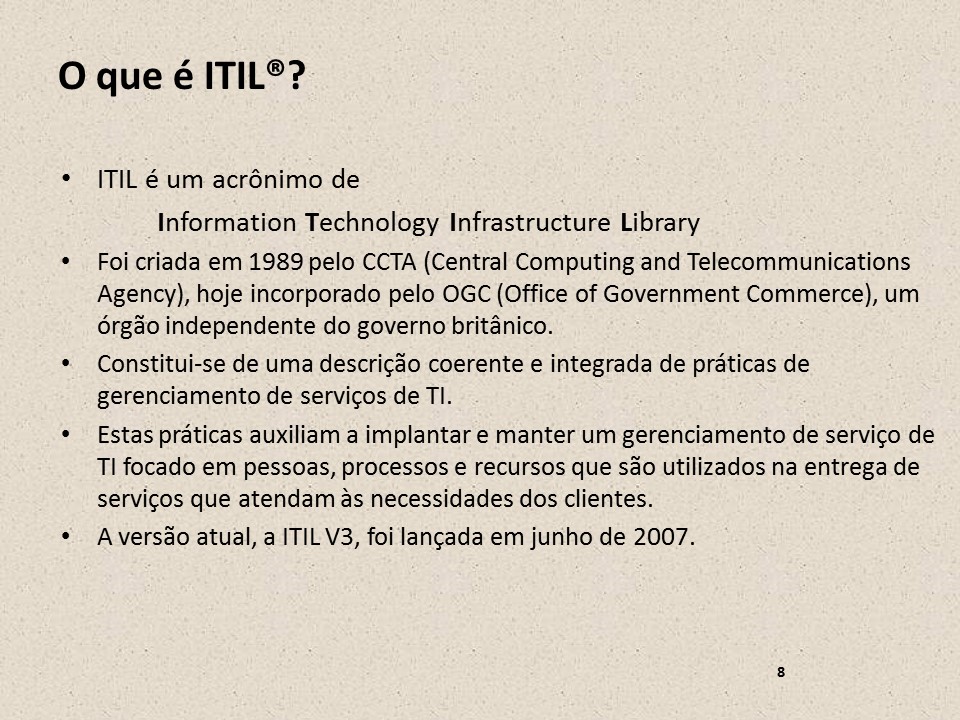 O que é ITIL®?
• ITIL é um acrônimo de
Information Technology Infrastructure Library
• Foi criada em 1989 pelo CCTA (Central Computing and Telecommunications
Agency), hoje incorporado pelo OGC (Office of Government Commerce), um
órgão independente do governo britânico.
• Constitui-se de uma descrição coerente e integrada de práticas de
gerenciamento de serviços de TI.
• Estas práticas auxiliam a implantar e manter um gerenciamento de serviço de
TI focado em pessoas, processos e recursos que são utilizados na entrega de
serviços que atendam às necessidades dos clientes.
• A versão atual, a ITIL V3, foi lançada em junho de 2007.
8